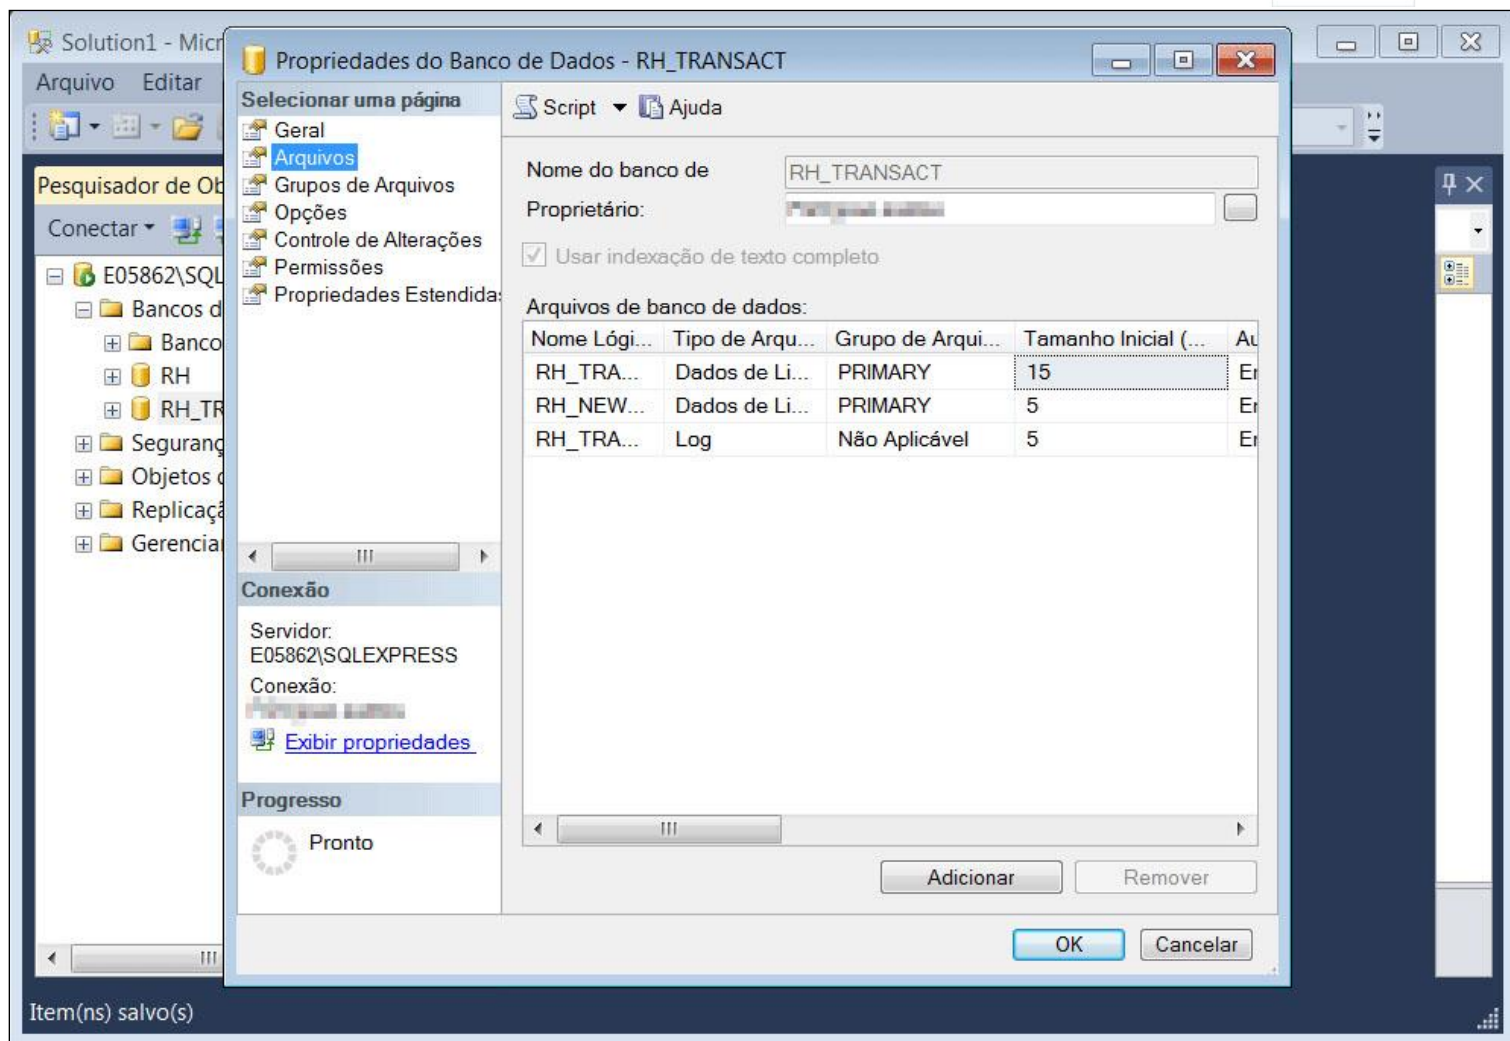 Solution1 - Micr
Arquivo Editar
Pesquisador de Ob
Conectar
E05862\SQL
Bancos d
Banco
RH
RH_TR
Seguranç
Objetos
Replicaçã
Gerencia
Item(ns) salvo(s)
Propriedades do Banco de Dados - RH_TRANSACT
Selecionar uma página
Geral
Arquivos
Grupos de Arquivos
Opções
Controle de Alterações
Permissões
Propriedades Estendida
Conexão
Servidor:
E05862\SQLEXPRESS
Conexão:
Exibir propriedades
Progresso
Pronto
Script Ajuda
Nome do banco de RH_TRANSACT
Proprietário:
Usar indexação de texto completo
Arquivos de banco de dados:
Nome Lógi... Tipo de Arqu... Grupo de Arqui... Tamanho Inicial (... Au
RH_TRA... Dados de Li... PRIMARY 15 Er
RH_NEW... Dados de Li... PRIMARY 5 Er
RH_TRA... Log Não Aplicável 5 Er
Adicionar Remover
OK Cancelar